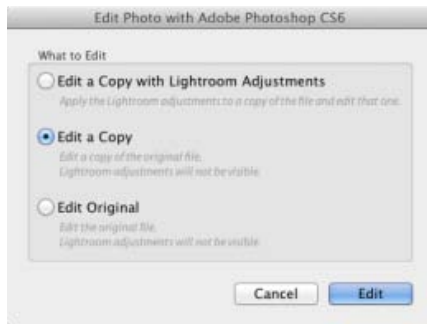 Edit Photo with Adobe Photoshop CS6
What to Edit
Edit a Copy with Lightroom Adjustments
Apply the Lightroom adjustments to a copy of the file and edit that one.
Edit a Copy
Edit a copy of the original file.
Lightroom adjustments will not be visible.
Edit Original
Edit the original file.
Lightroom adjustments will not be visible.
Cancel
Edit